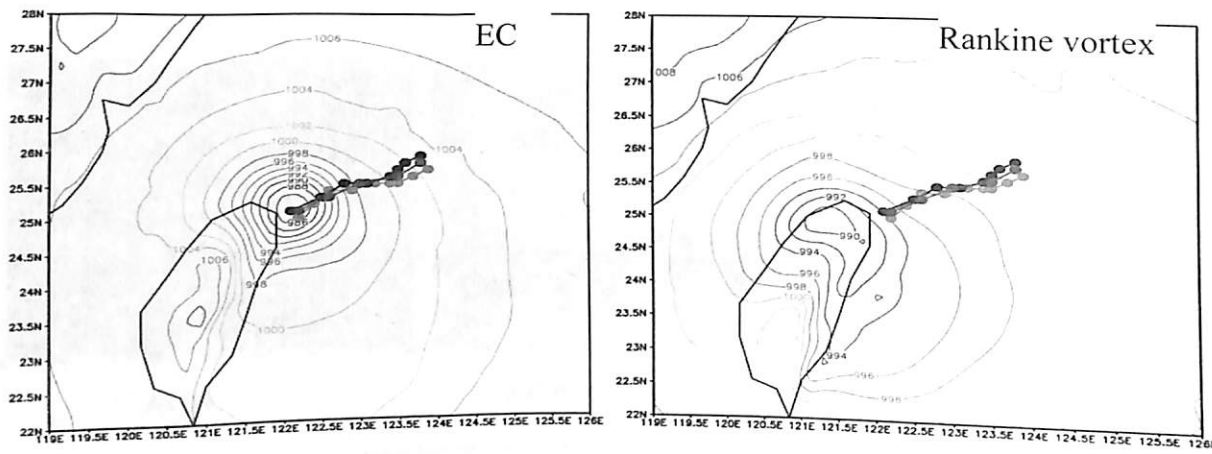 EC
28N
27.5N
27N
26.5N
26N
25.5N
25N
24.5N
24N
23.5N
23N
22.5N
22N
119E 119.5E 120E 120.5E 121E 121.5E 122E 122.5E 123E 123.5E 124E 124.5E 125E 125.5E 126E
1006
1004
1000
998
996
994
988
1004
986
1004
1006
994
996
998
1000
Rankine vortex
28N
27.5N
27N
26.5N
26N
25.5N
25N
24.5N
24N
23.5N
23N
22.5N
22N
119E 119.5E 120E 120.5E 121E 121.5E 122E 122.5E 123E 123.5E 124E 124.5E 125E 125.5E 126E
1008
1006
998
996
992
990
994
996
998
1000
994
996
998